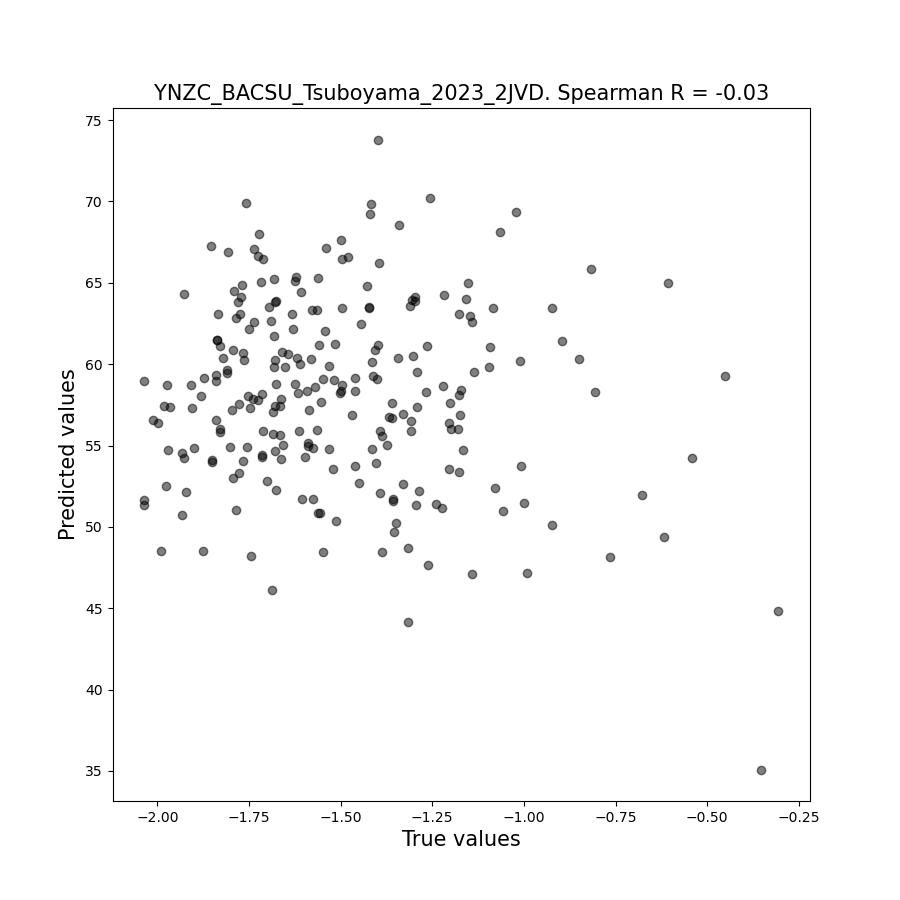 YNZC_BACSU_Tsuboyama_2023_2JVD. Spearman R = -0.03
75
70
65
60
55
50
45
40
35
Predicted values
−2.00 −1.75 −1.50 −1.25 −1.00 −0.75 −0.50 −0.25
True values